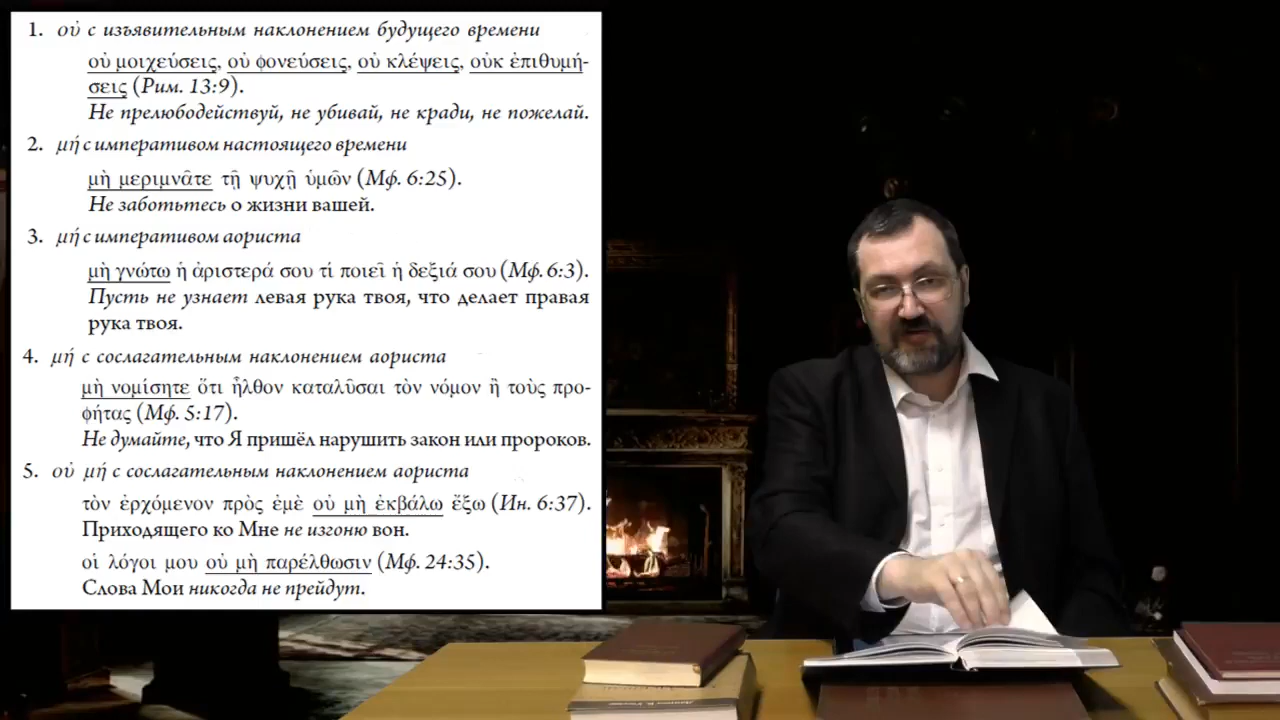 1. οὐ с изъявительным наклонением будущего времени
οὐ μοιχεύσεις, οὐ φονεύσεις, οὐ κλέψεις, οὐκ ἐπιθυμή-
σεις (Рим. 13:9).
Не прелюбодействуй, не убивай, не кради, не пожелай.
2. μή с императивом настоящего времени
μὴ μεριμνᾶτε τῇ ψυχῇ ὑμῶν (Мф. 6:25).
Не заботьтесь о жизни вашей.
3. μή с императивом аориста
μὴ γνώτω ἡ ἀριστερά σου τί ποιεῖ ἡ δεξιά σου (Мф. 6:3).
Пусть не узнает левая рука твоя, что делает правая
рука твоя.
4. μή с сослагательным наклонением аориста
μὴ νομίσητε ὅτι ἦλθον καταλῦσαι τὸν νόμον ἢ τοὺς προ-
φήτας (Мф. 5:17).
Не думайте, что Я пришёл нарушить закон или пророков.
5. οὐ μή с сослагательным наклонением аориста
τὸν ἐρχόμενον πρὸς ἐμὲ οὐ μὴ ἐκβάλω ἔξω (Ин. 6:37).
Приходящего ко Мне не изгоню вон.
οἱ λόγοι μου οὐ μὴ παρέλθωσιν (Мф. 24:35).
Слова Мои никогда не прейдут.